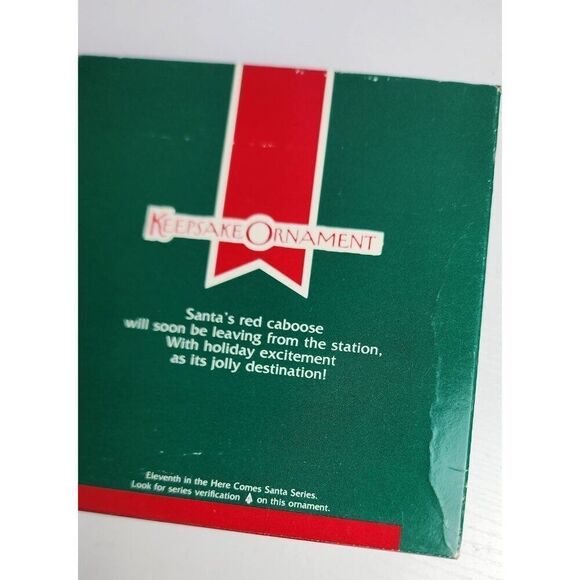 KEEPSAKE ORNAMENT
Santa's red caboose
will soon be leaving from the station,
With holiday excitement
as its jolly destination!
Eleventh in the Here Comes Santa Series.
Look for series verification on this ornament.